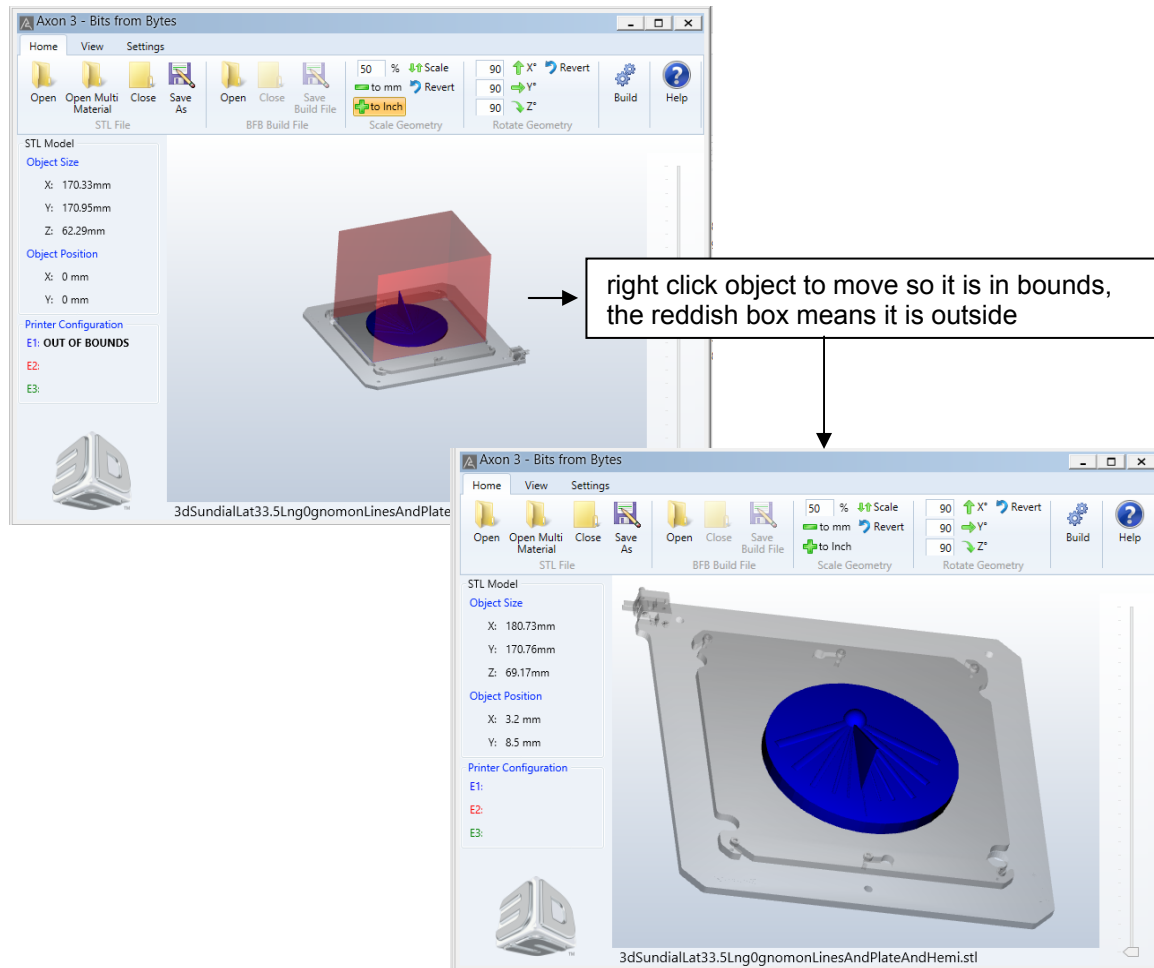 Axon 3 - Bits from Bytes
Home View Settings
Open Open Multi Material Close Save As
STL File
Open Close Save Build File
BFB Build File
50 % Scale
to mm Revert
to Inch
Scale Geometry
90 X° Revert
90 Y°
90 Z°
Rotate Geometry
Build
Help
STL Model
Object Size
X: 170.33mm
Y: 170.95mm
Z: 62.29mm
Object Position
X: 0 mm
Y: 0 mm
Printer Configuration
E1: OUT OF BOUNDS
E2:
E3:
3DS
TM
3dSundialLat33.5Lng0gnomonLinesAndPlate
right click object to move so it is in bounds,
the reddish box means it is outside
Axon 3 - Bits from Bytes
Home View Settings
Open Open Multi Material Close Save As
STL File
Open Close Save Build File
BFB Build File
50 % Scale
to mm Revert
to Inch
Scale Geometry
90 X° Revert
90 Y°
90 Z°
Rotate Geometry
Build
Help
STL Model
Object Size
X: 180.73mm
Y: 170.76mm
Z: 69.17mm
Object Position
X: 3.2 mm
Y: 8.5 mm
Printer Configuration
E1:
E2:
E3:
3DS
TM
3dSundialLat33.5Lng0gnomonLinesAndPlateAndHemi.stl